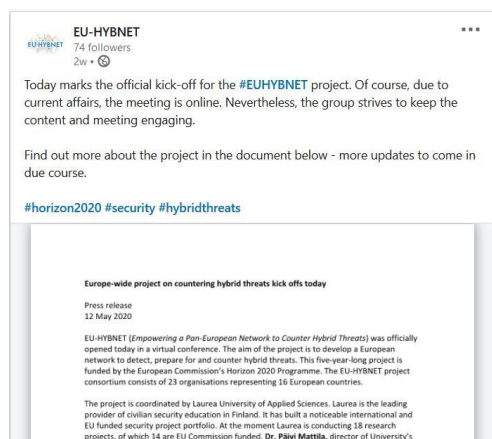 EU-HYBNET
EU-HYBNET
74 followers
2w •
Today marks the official kick-off for the #EUHYBNET project. Of course, due to
current affairs, the meeting is online. Nevertheless, the group strives to keep the
content and meeting engaging.
Find out more about the project in the document below - more updates to come in
due course.
#horizon2020 #security #hybridthreats
Europe-wide project on countering hybrid threats kick offs today
Press release
12 May 2020
EU-HYBNET (Empowering a Pan-European Network to Counter Hybrid Threats) was officially
opened today in a virtual conference. The aim of the project is to develop a European
network to detect, prepare for and counter hybrid threats. This five-year-long project is
funded by the European Commission's Horizon 2020 Programme. The EU-HYBNET project
consortium consists of 23 organisations representing 16 European countries.
The project is coordinated by Laurea University of Applied Sciences. Laurea is the leading
provider of civilian security education in Finland. It has built a noticeable international and
EU funded security project portfolio. At the moment Laurea is conducting 18 research
projects, of which 14 are EU Commission funded. Dr. Päivi Mattila, director of University's